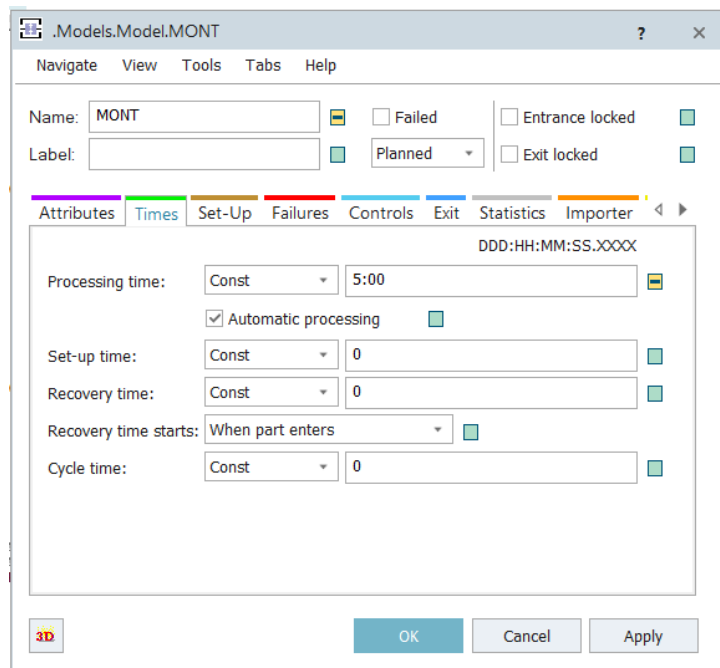 .Models.Model.MONT ? ×
Navigate View Tools Tabs Help
Name: MONT Failed Entrance locked
Label: Planned Exit locked
Attributes Times Set-Up Failures Controls Exit Statistics Importer
DDD:HH:MM:SS.XXXX
Processing time: Const 5:00
Automatic processing
Set-up time: Const 0
Recovery time: Const 0
Recovery time starts: When part enters
Cycle time: Const 0
3D OK Cancel Apply